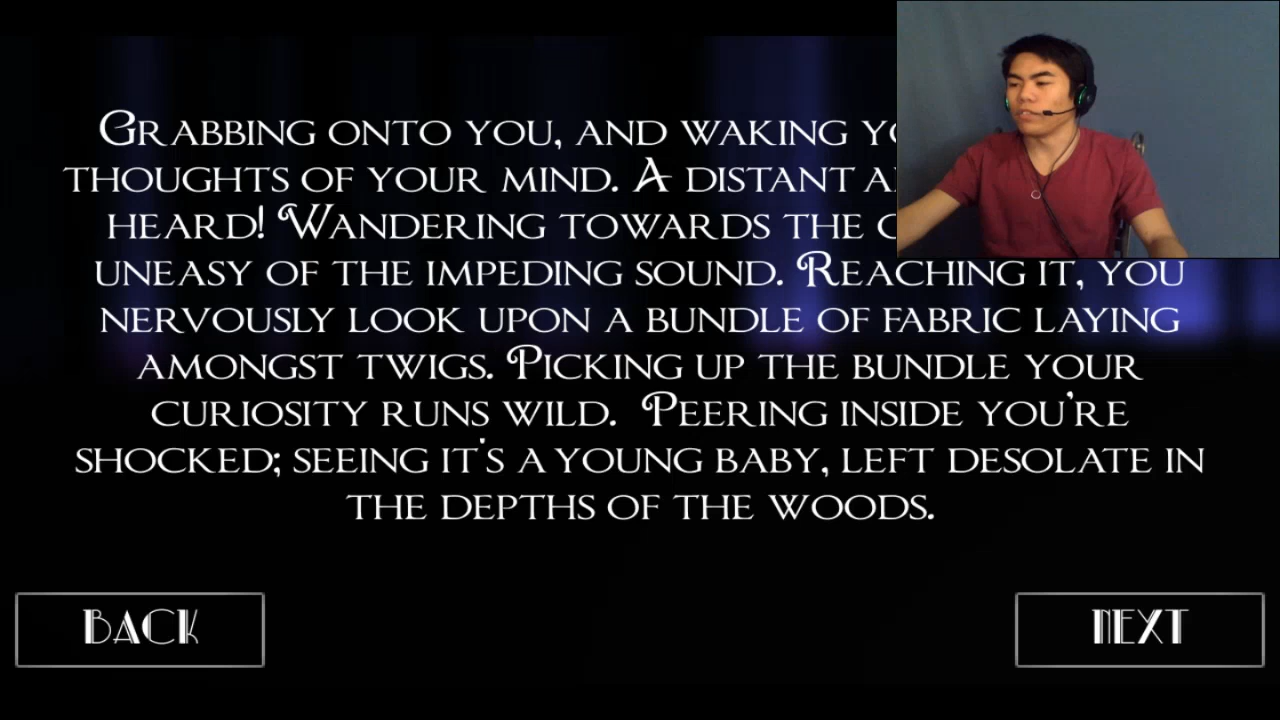 Grabbing onto you, and waking
thoughts of your mind. A distant
heard! Wandering towards the
uneasy of the impeding sound. Reaching it, you
nervously look upon a bundle of fabric laying
amongst twigs. Picking up the bundle your
curiosity runs wild. Peering inside you're
shocked; seeing it's a young baby, left desolate in
the depths of the woods.
BACK
NEXT